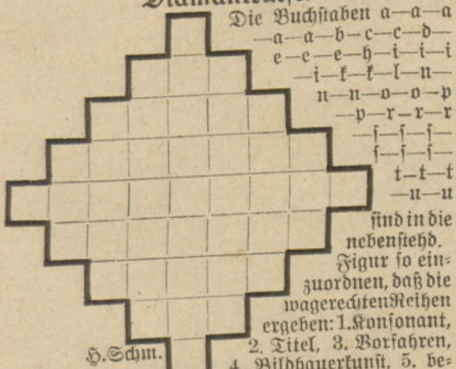 Die Buchstaben a—a—a
—a—a—b—c—c—d—
e—e—e—h—i—i—i
—i—k—k—l—n—
n—n—o—o—p
—p—r—r—r
—ſ—ſ—ſ—
ſ—ſ—ſ—ſ—
t—t—t
—u—u
ſind in die
nebenſtehd.
Figur ſo ein-
zuordnen, daß die
wagerechten Reihen
ergeben: 1. Konſonant,
H. Schm. 2. Titel, 3. Vorfahren,
4. Bildhauerkunſt, 5. be-